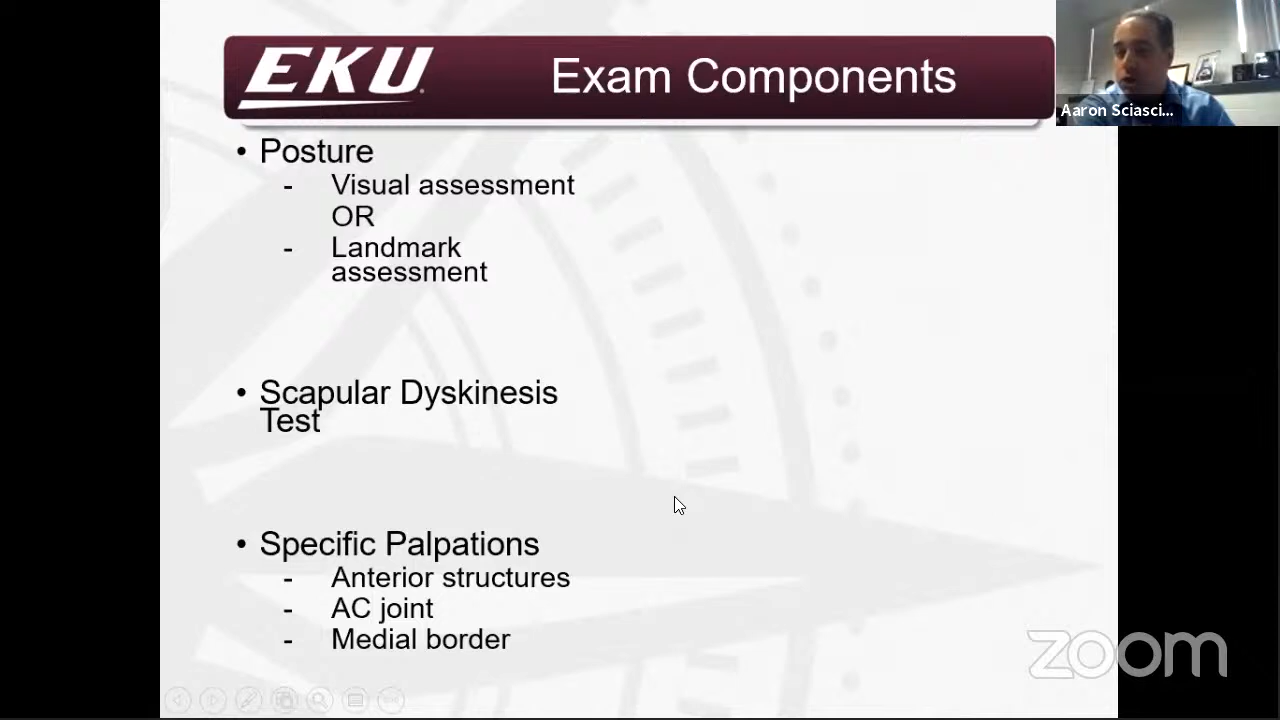 EKU
Exam Components
Aaron Sciasci...
• Posture
- Visual assessment
OR
- Landmark
assessment
• Scapular Dyskinesis
Test
• Specific Palpations
- Anterior structures
- AC joint
- Medial border
zoom